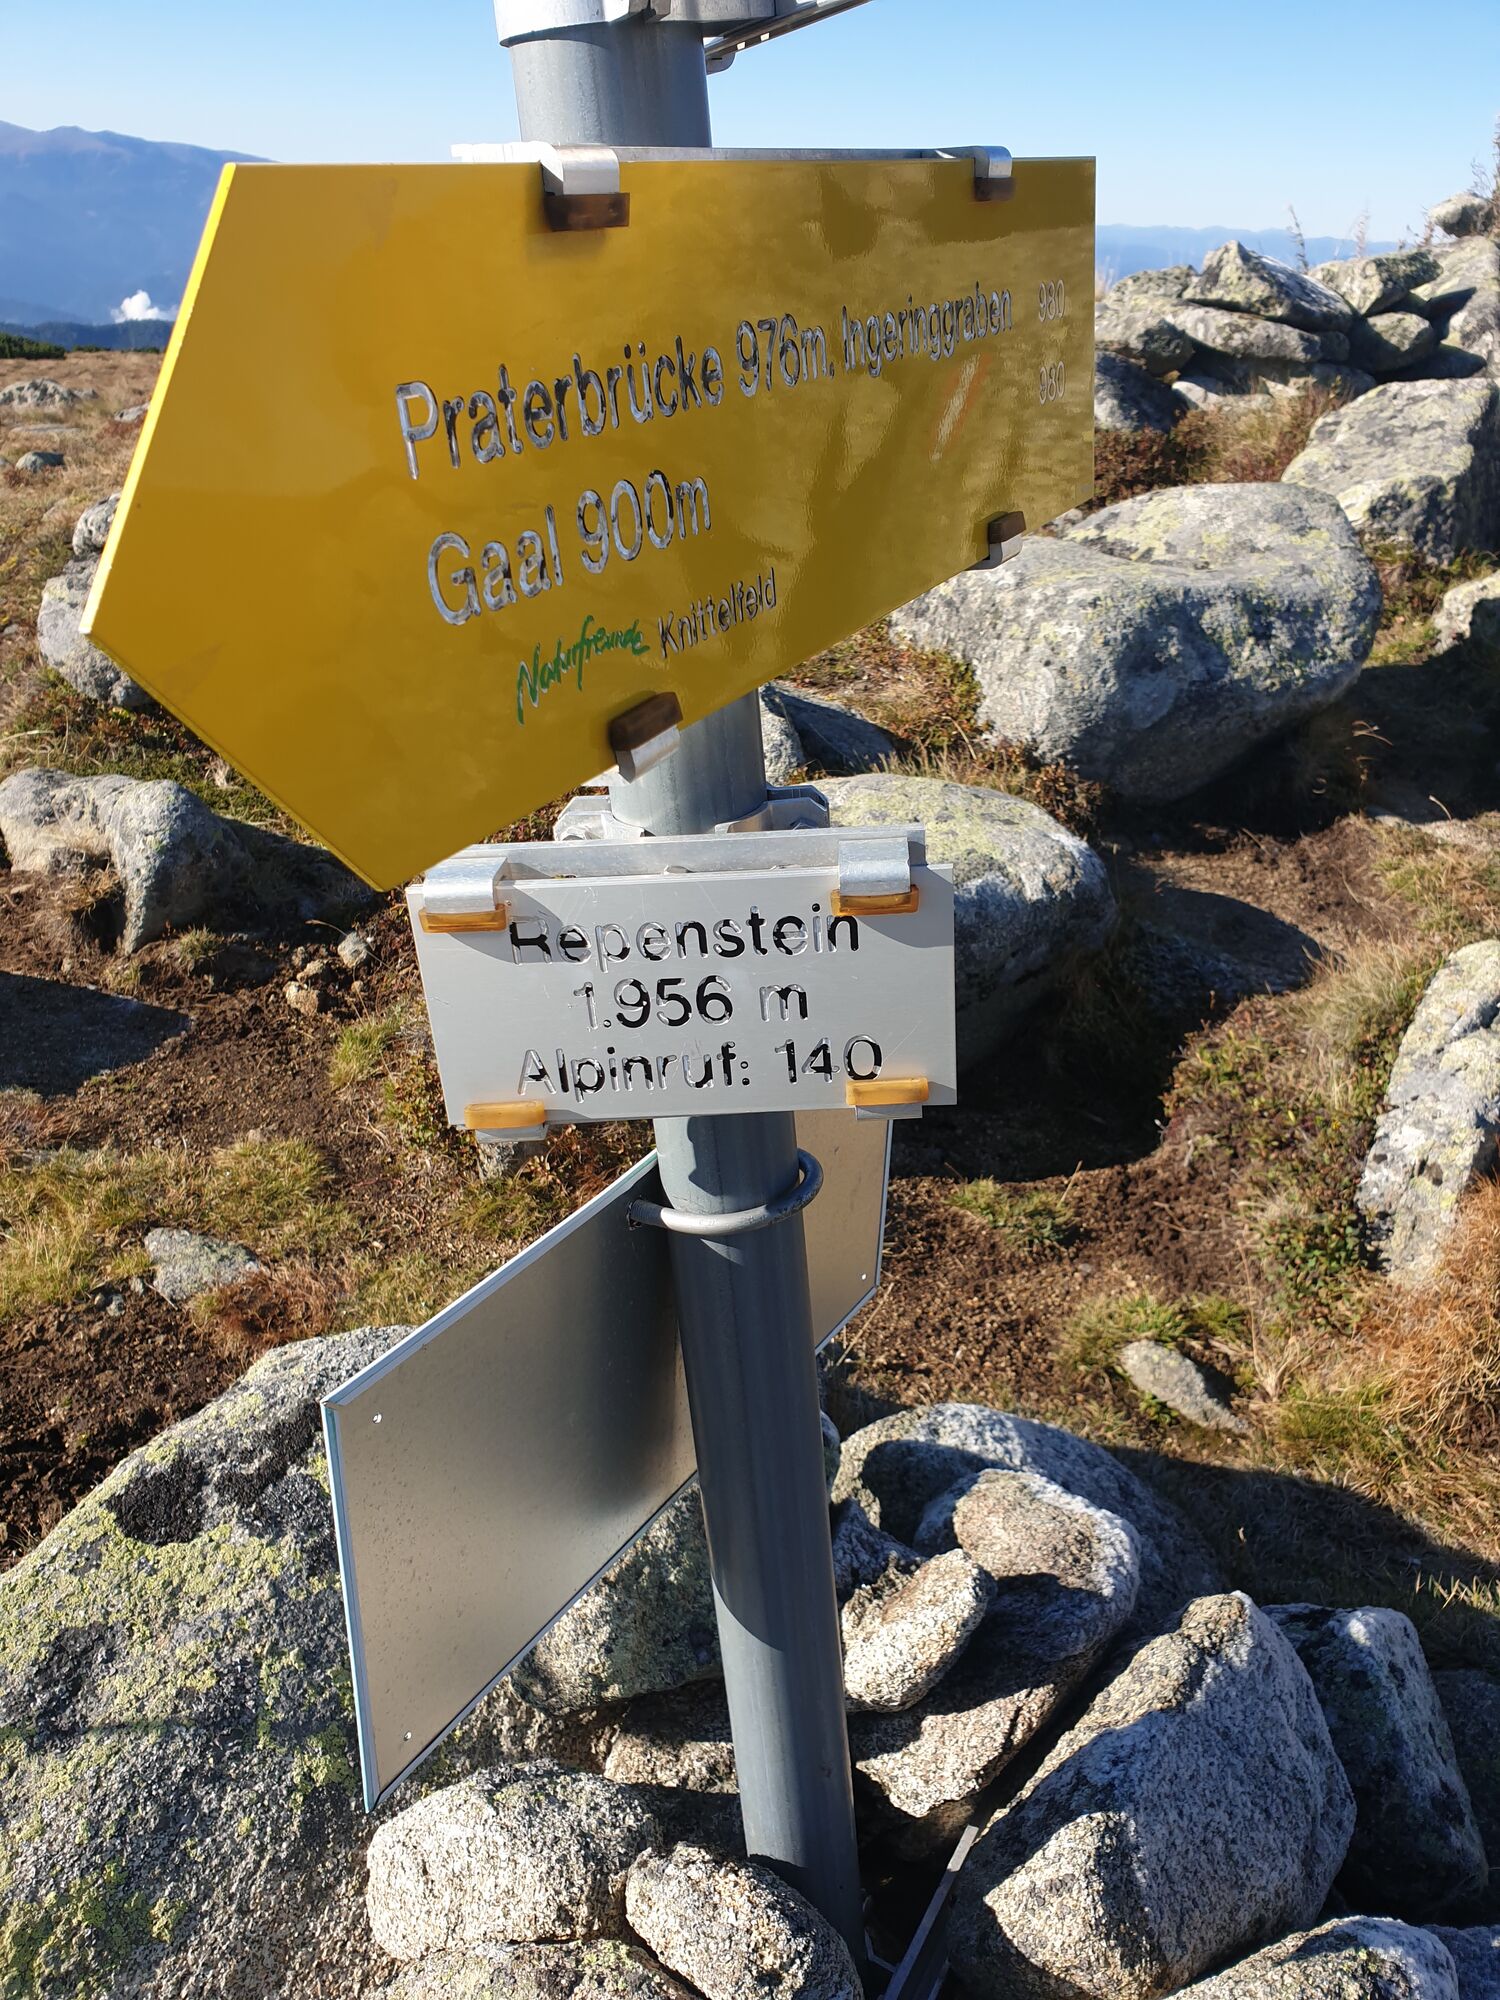 Praterbrücke 976m, Ingeringgraben 980
Gaal 900m 980
Naturfreunde Knittelfeld
Repenstein
1.956 m
Alpinruf: 140